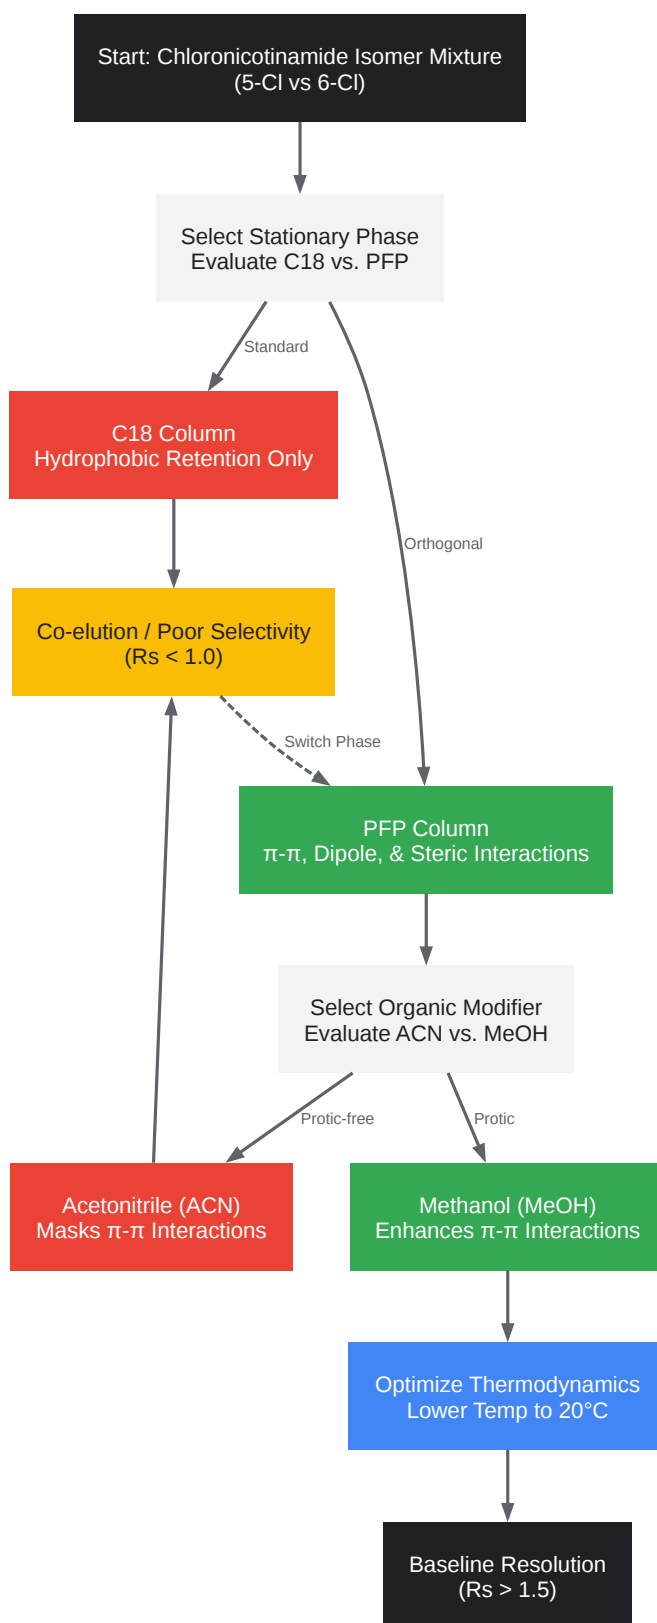 Start: Chloronicotinamide Isomer Mixture
(5-Cl vs 6-Cl)
Select Stationary Phase
Evaluate C18 vs. PFP
Standard
C18 Column
Hydrophobic Retention Only
Orthogonal
Co-elution / Poor Selectivity
(Rs < 1.0)
Switch Phase
PFP Column
π-π, Dipole, & Steric Interactions
Select Organic Modifier
Evaluate ACN vs. MeOH
Protic-free
Protic
Acetonitrile (ACN)
Masks π-π Interactions
Methanol (MeOH)
Enhances π-π Interactions
Optimize Thermodynamics
Lower Temp to 20°C
Baseline Resolution
(Rs > 1.5)